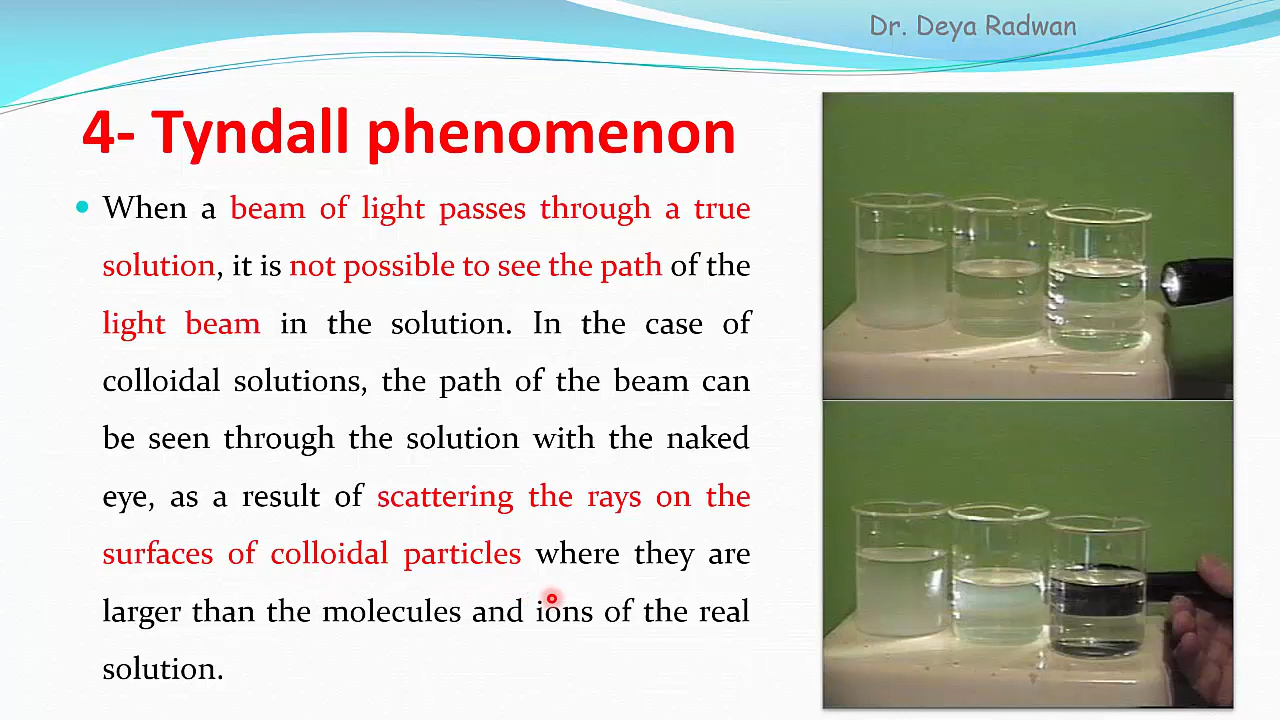 Dr. Deya Radwan
4- Tyndall phenomenon
• When a beam of light passes through a true
solution, it is not possible to see the path of the
light beam in the solution. In the case of
colloidal solutions, the path of the beam can
be seen through the solution with the naked
eye, as a result of scattering the rays on the
surfaces of colloidal particles where they are
larger than the molecules and ions of the real
solution.